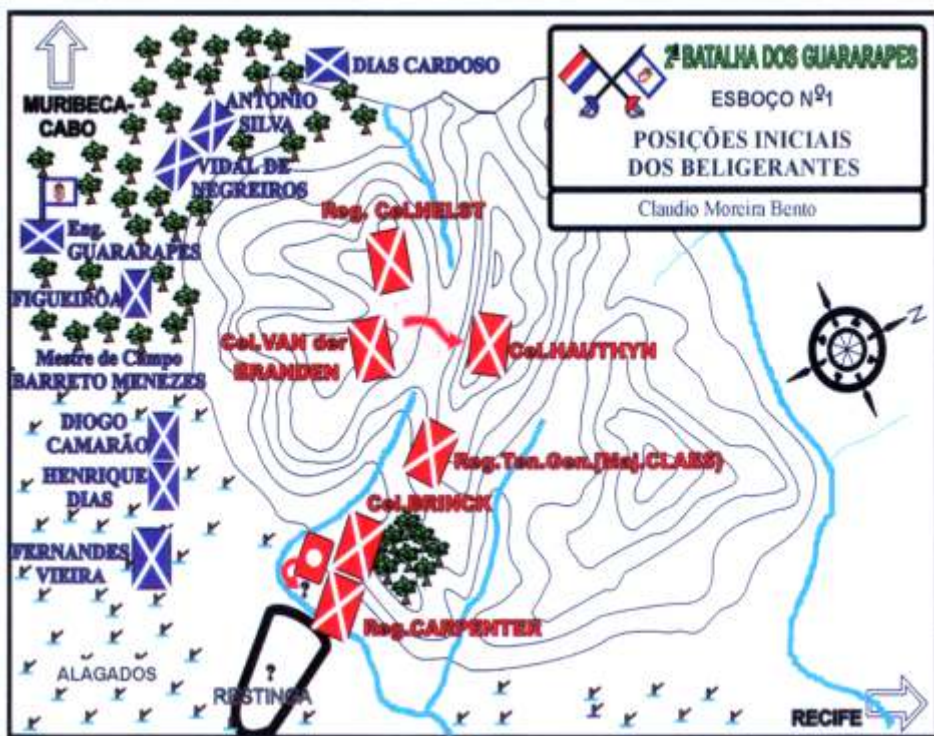 2ª BATALHA DOS GUARARAPES
ESBOÇO Nº1
POSIÇÕES INICIAIS
DOS BELIGERANTES
Claudio Moreira Bento
MURIBECA-
CABO
DIAS CARDOSO
ANTONIO
SILVA
VIDAL DE
NEGREIROS
Eng.
GUARARAPES
FIGUEIRÔA
Mestre de Campo
BARRETO MENEZES
DIOGO
CAMARÃO
HENRIQUE
DIAS
FERNANDES
VIEIRA
Reg. Cel.HELST
Cel.VAN der
BRANDEN
Cel.HAUTHYN
Reg.Ten.Gen.(Maj.CLAES)
Cel.BRINCK
?
Reg.CARPENTER
N
ALAGADOS
?
RESTINGA
RECIFE